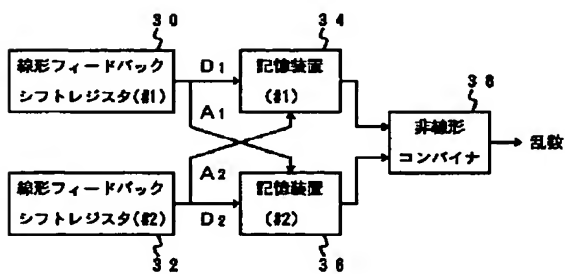 30
線形フィードバック
シフトレジスタ(#1)
D1
A1
34
記憶装置
(#1)
38
非線形
コンバイナ
乱数
線形フィードバック
シフトレジスタ(#2)
A2
D2
32
記憶装置
(#2)
36